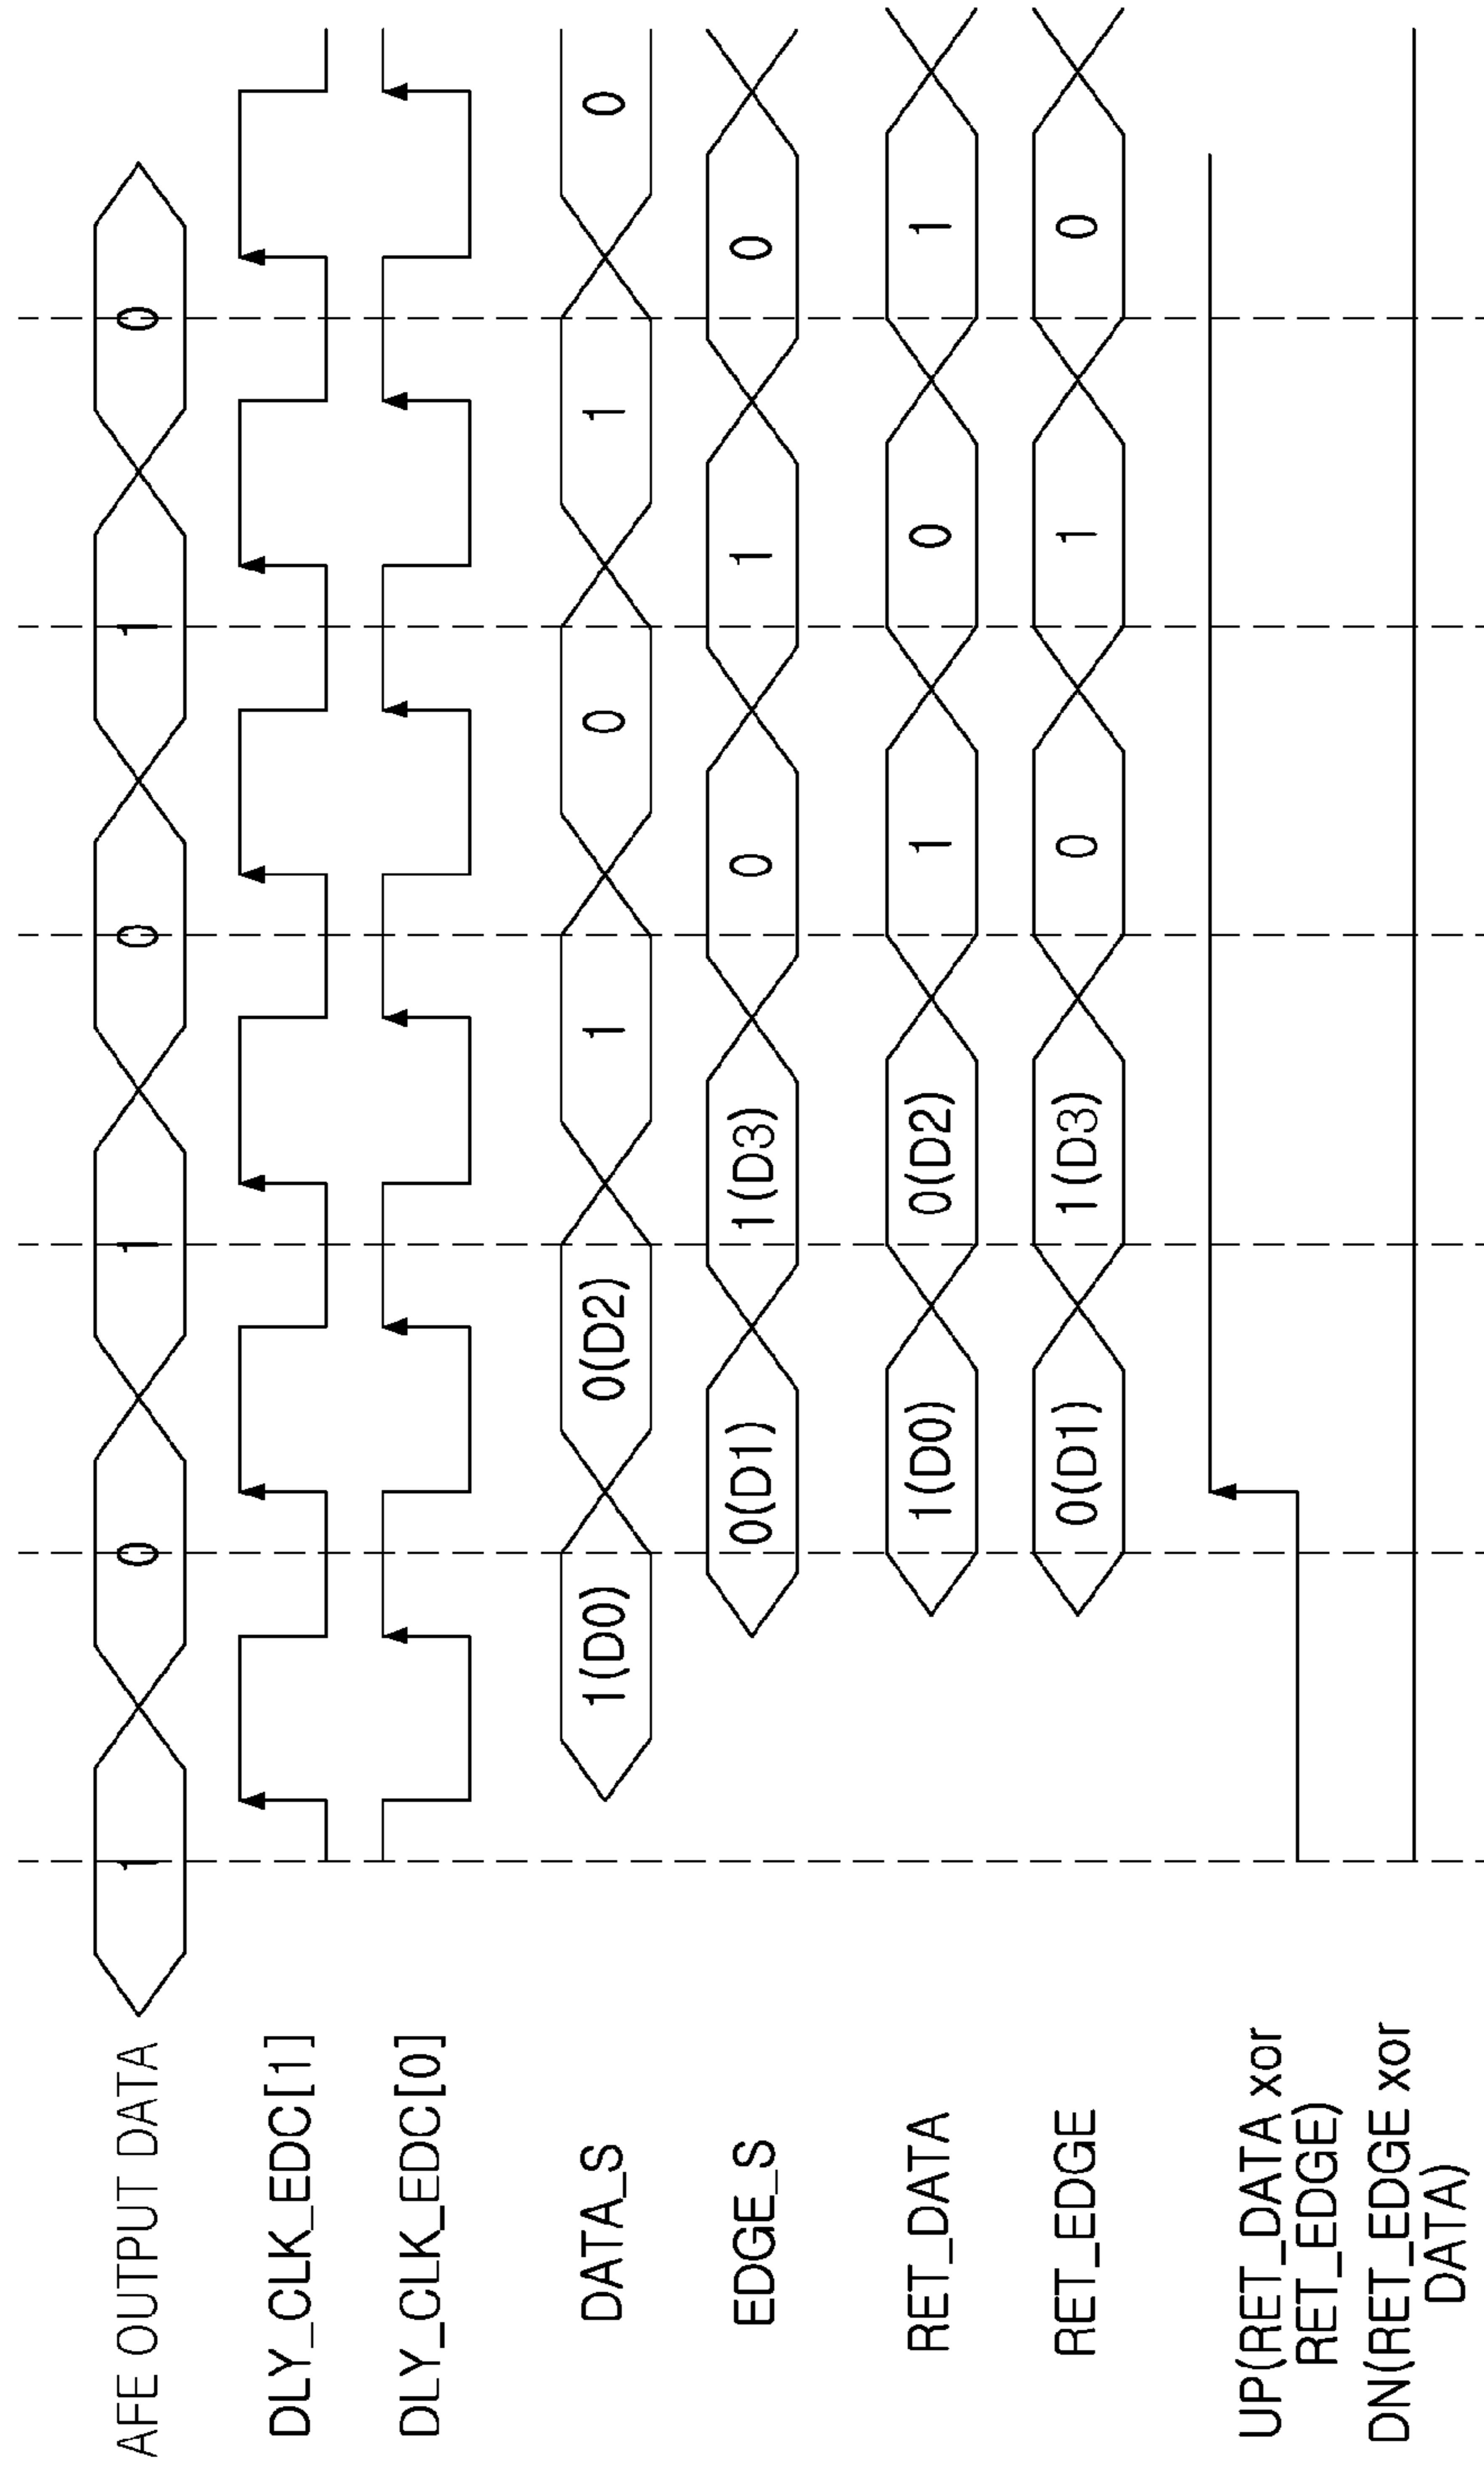 AFE OUTPUT DATA 1 0 1 0 1 0
DLY_CLK_EDC[1]
DLY_CLK_EDC[0]
DATA_S 1(D0) 0(D2) 1 0 1 0
EDGE_S 0(D1) 1(D3) 0 1 0
RET_DATA 1(D0) 0(D2) 1 0 1
RET_EDGE 0(D1) 1(D3) 0 1 0
UP(RET_DATA xor
RET_EDGE)
DN(RET_EDGE xor
DATA)